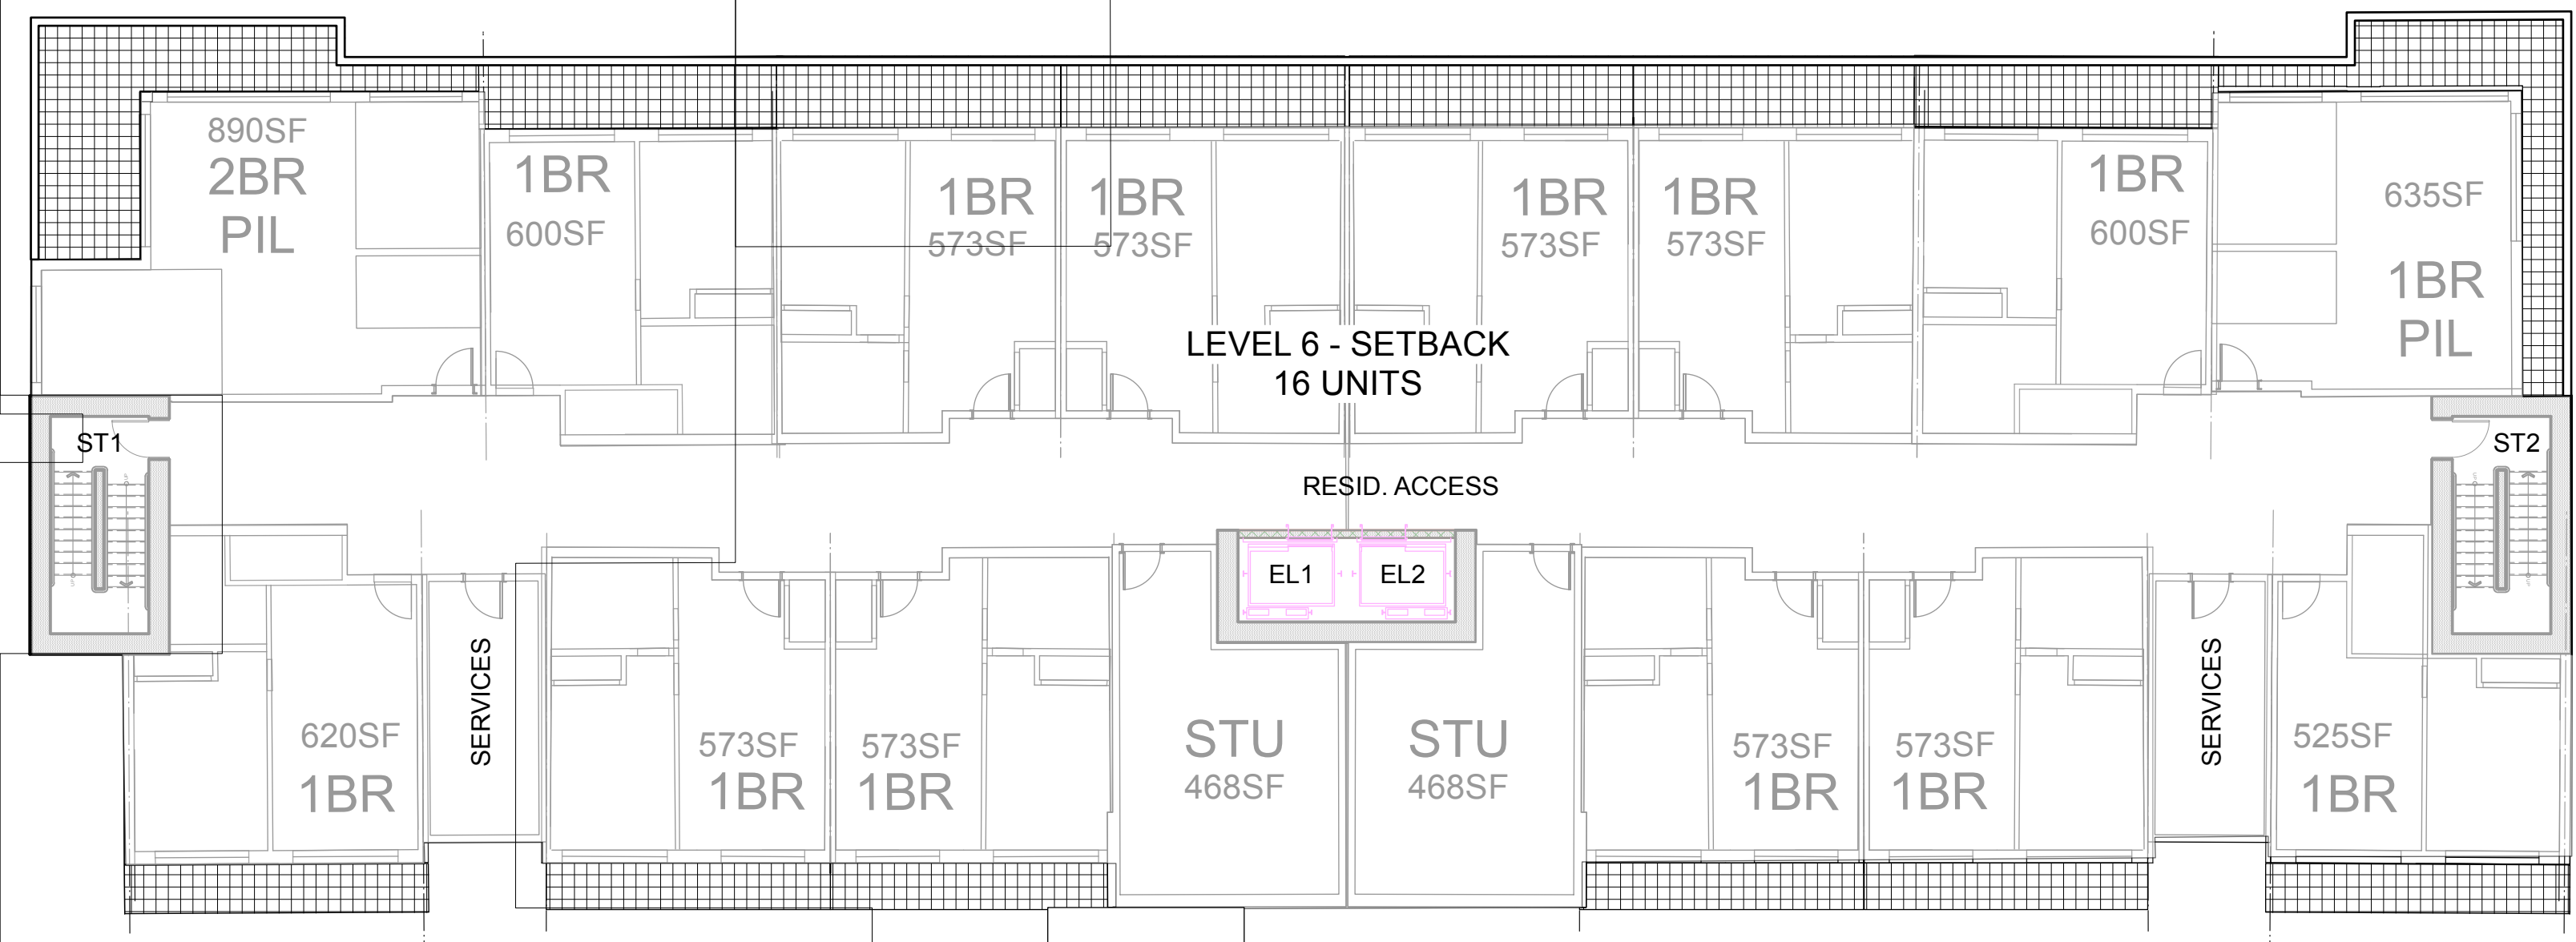 890SF
2BR
PIL
1BR
600SF
1BR
573SF
1BR
573SF
1BR
573SF
1BR
573SF
1BR
600SF
635SF
1BR
PIL
LEVEL 6 - SETBACK
16 UNITS
ST1
RESID. ACCESS
ST2
EL1
EL2
620SF
1BR
SERVICES
573SF
1BR
573SF
1BR
STU
468SF
STU
468SF
573SF
1BR
573SF
1BR
SERVICES
525SF
1BR